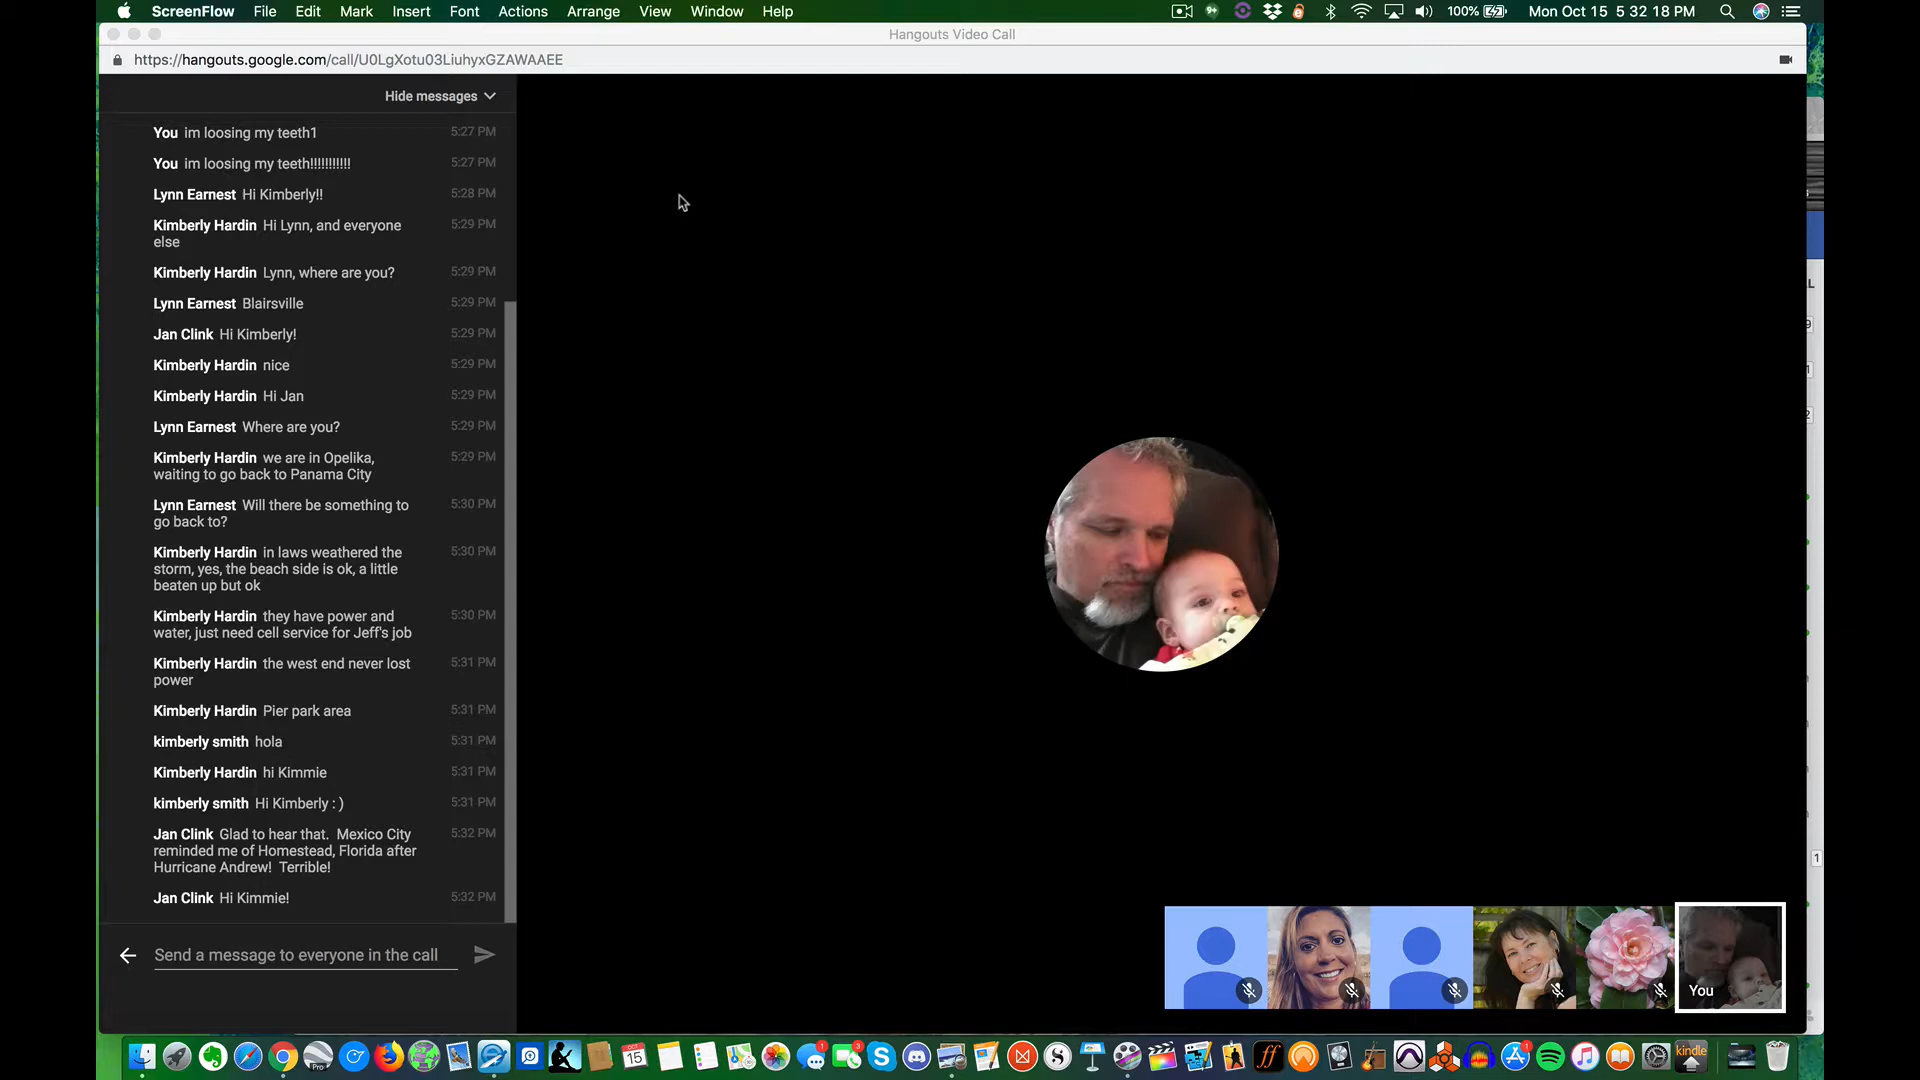 ScreenFlow File Edit Mark Insert Font Actions Arrange View Window Help 9+ 100% Mon Oct 15 5 32 18 PM
Hangouts Video Call
https://hangouts.google.com/call/U0LgXotu03LiuhyxGZAWAAEE
Hide messages
You im loosing my teeth1 5:27 PM
You im loosing my teeth!!!!!!!!!!! 5:27 PM
Lynn Earnest Hi Kimberly!! 5:28 PM
Kimberly Hardin Hi Lynn, and everyone 5:29 PM
else
Kimberly Hardin Lynn, where are you? 5:29 PM
Lynn Earnest Blairsville 5:29 PM
Jan Clink Hi Kimberly! 5:29 PM
Kimberly Hardin nice 5:29 PM
Kimberly Hardin Hi Jan 5:29 PM
Lynn Earnest Where are you? 5:29 PM
Kimberly Hardin we are in Opelika, 5:29 PM
waiting to go back to Panama City
Lynn Earnest Will there be something to 5:30 PM
go back to?
Kimberly Hardin in laws weathered the 5:30 PM
storm, yes, the beach side is ok, a little
beaten up but ok
Kimberly Hardin they have power and 5:30 PM
water, just need cell service for Jeff's job
Kimberly Hardin the west end never lost 5:31 PM
power
Kimberly Hardin Pier park area 5:31 PM
kimberly smith hola 5:31 PM
Kimberly Hardin hi Kimmie 5:31 PM
kimberly smith Hi Kimberly : ) 5:31 PM
Jan Clink Glad to hear that. Mexico City 5:32 PM
reminded me of Homestead, Florida after
Hurricane Andrew! Terrible!
Jan Clink Hi Kimmie! 5:32 PM
Send a message to everyone in the call
You
L
9
1
2
1
Pro
OCT
15
1
3
ff
1
kindle